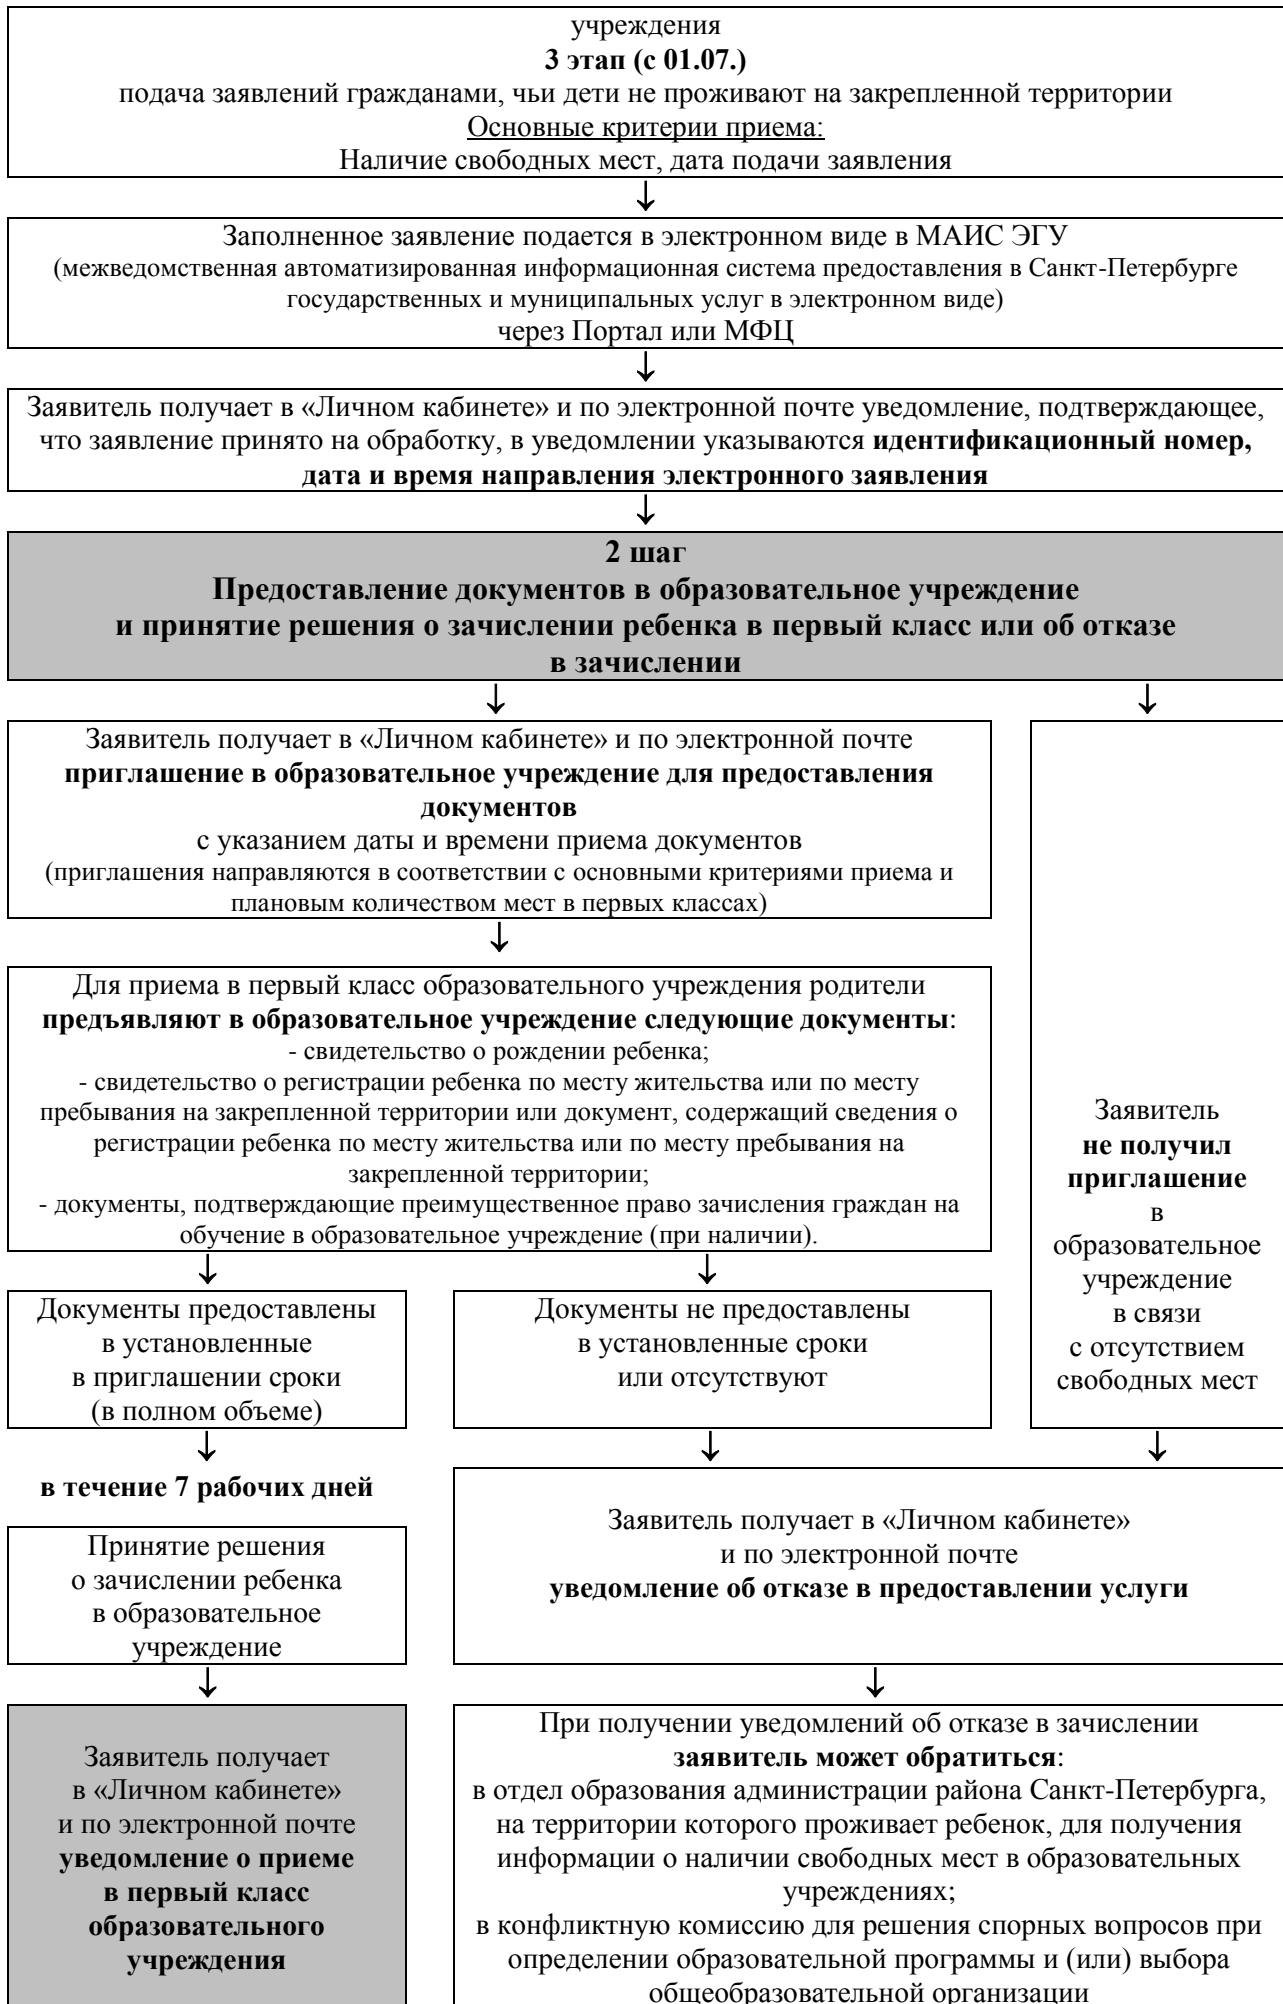 учреждения
3 этап (с 01.07.)
подача заявлений гражданами, чьи дети не проживают на закрепленной территории
Основные критерии приема:
Наличие свободных мест, дата подачи заявления
Заполненное заявление подается в электронном виде в МАИС ЭГУ
(межведомственная автоматизированная информационная система предоставления в Санкт-Петербурге
государственных и муниципальных услуг в электронном виде)
через Портал или МФЦ
Заявитель получает в «Личном кабинете» и по электронной почте уведомление, подтверждающее,
что заявление принято на обработку, в уведомлении указываются идентификационный номер,
дата и время направления электронного заявления
2 шаг
Предоставление документов в образовательное учреждение
и принятие решения о зачислении ребенка в первый класс или об отказе
в зачислении
Заявитель получает в «Личном кабинете» и по электронной почте
приглашение в образовательное учреждение для предоставления
документов
с указанием даты и времени приема документов
(приглашения направляются в соответствии с основными критериями приема и
плановым количеством мест в первых классах)
Для приема в первый класс образовательного учреждения родители
предъявляют в образовательное учреждение следующие документы:
- свидетельство о рождении ребенка;
- свидетельство о регистрации ребенка по месту жительства или по месту
пребывания на закрепленной территории или документ, содержащий сведения о
регистрации ребенка по месту жительства или по месту пребывания на
закрепленной территории;
- документы, подтверждающие преимущественное право зачисления граждан на
обучение в образовательное учреждение (при наличии).
Заявитель
не получил
приглашение
в
образовательное
учреждение
в связи
с отсутствием
свободных мест
Документы предоставлены
в установленные
в приглашении сроки
(в полном объеме)
Документы не предоставлены
в установленные сроки
или отсутствуют
в течение 7 рабочих дней
Принятие решения
о зачислении ребенка
в образовательное
учреждение
Заявитель получает в «Личном кабинете»
и по электронной почте
уведомление об отказе в предоставлении услуги
Заявитель получает
в «Личном кабинете»
и по электронной почте
уведомление о приеме
в первый класс
образовательного
учреждения
При получении уведомлений об отказе в зачислении
заявитель может обратиться:
в отдел образования администрации района Санкт-Петербурга,
на территории которого проживает ребенок, для получения
информации о наличии свободных мест в образовательных
учреждениях;
в конфликтную комиссию для решения спорных вопросов при
определении образовательной программы и (или) выбора
общеобразовательной организации